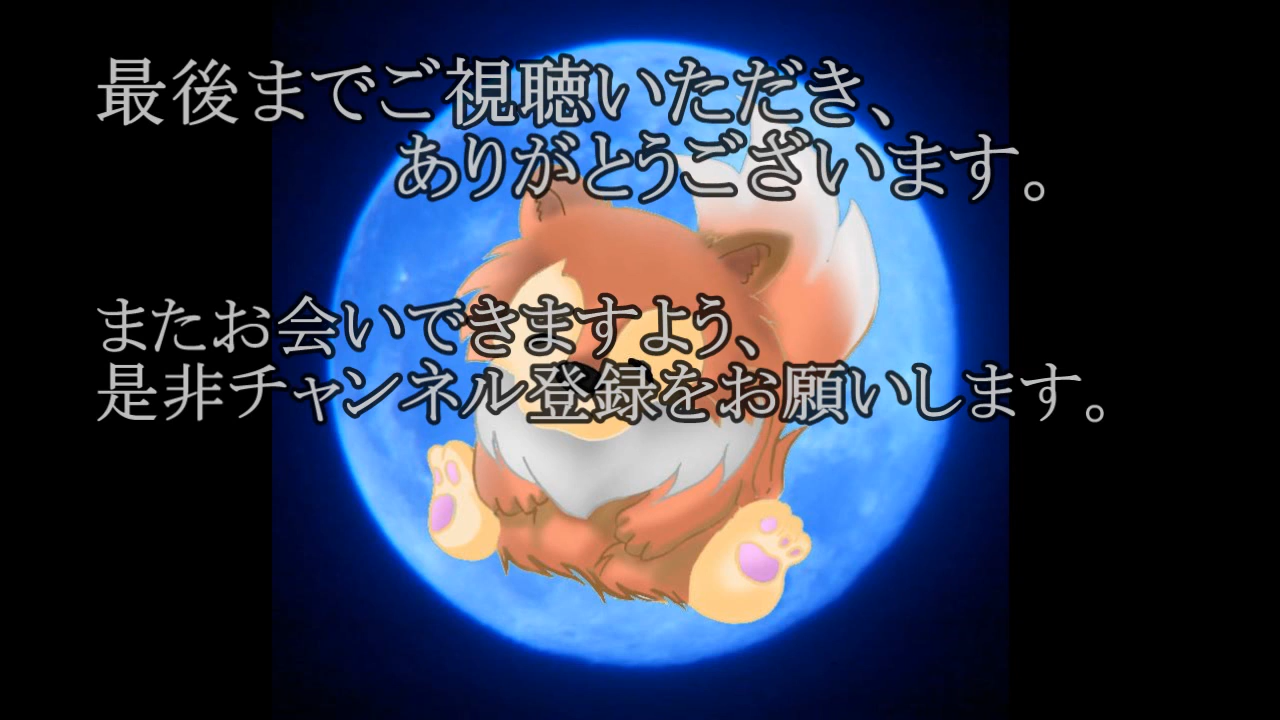 最後までご視聴いただき、
ありがとうございます。
またお会いできますよう、
是非チャンネル登録をお願いします。